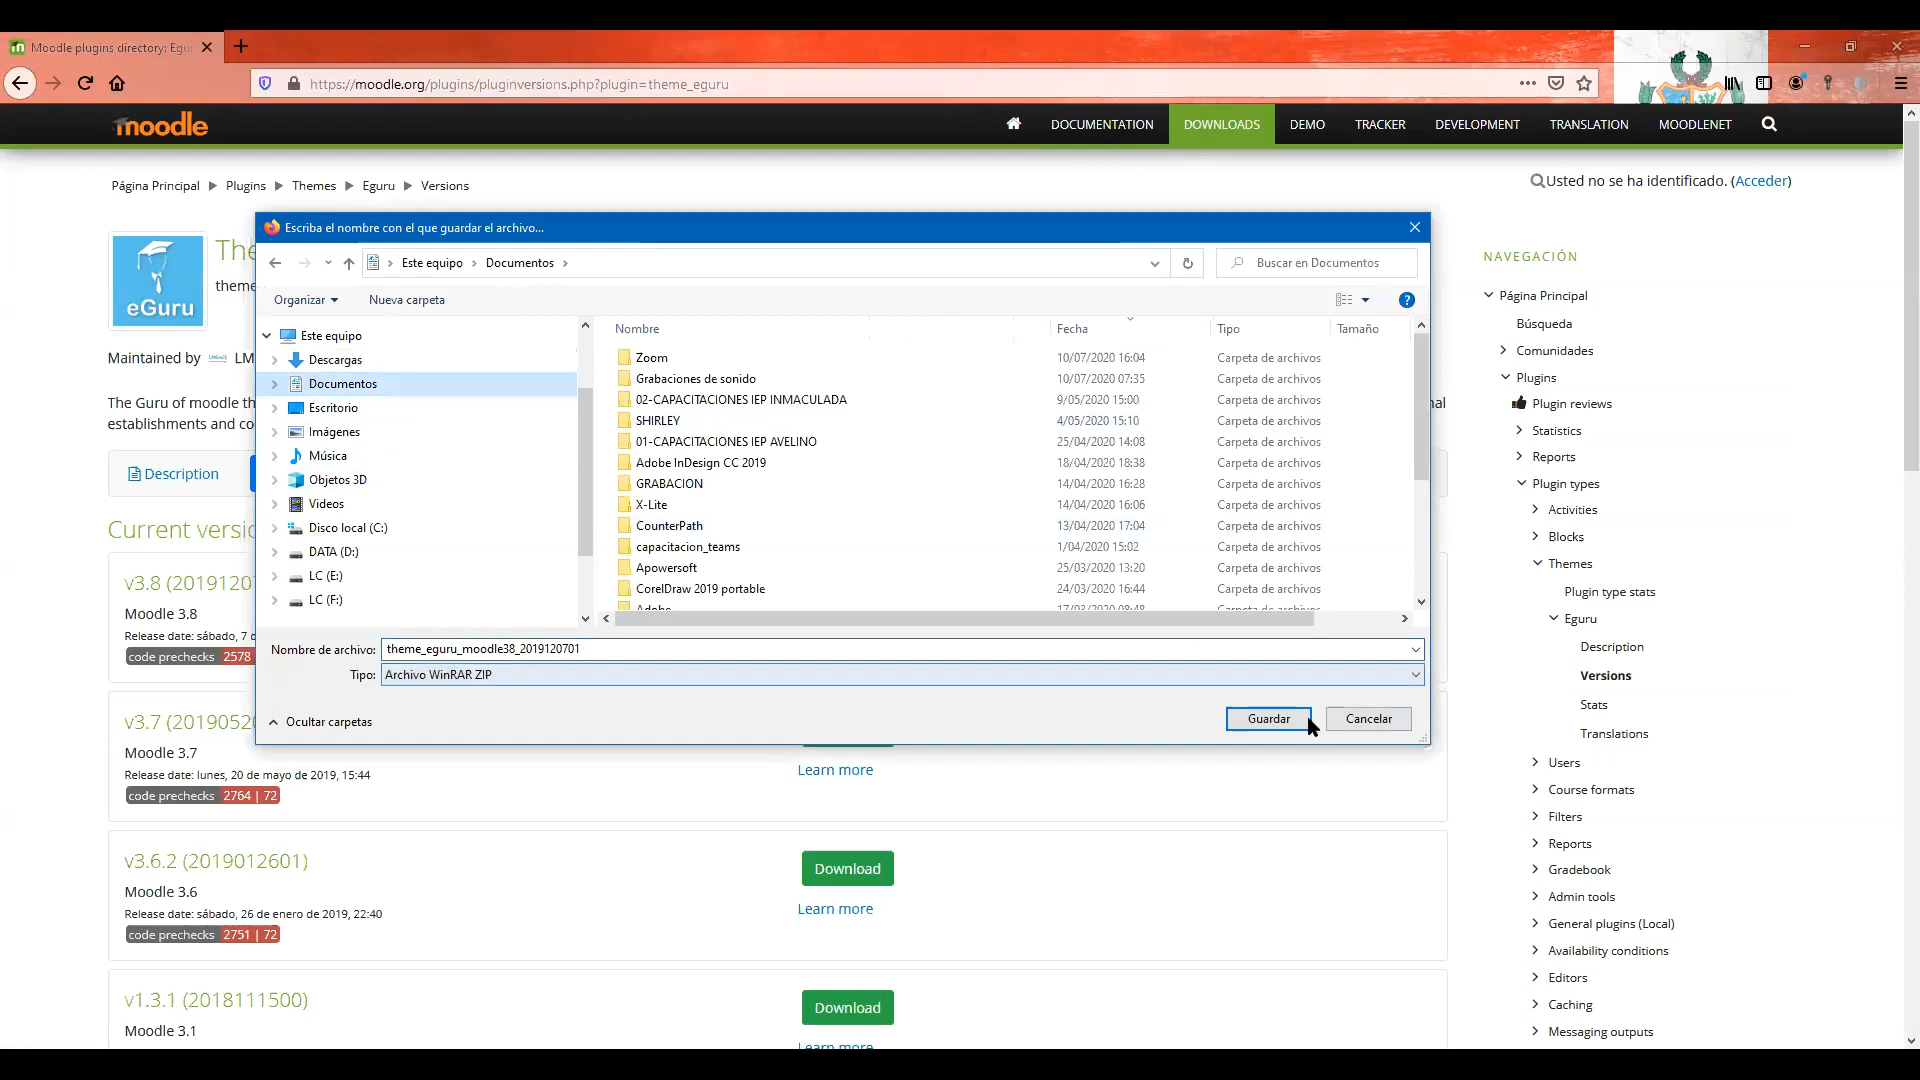 Moodle plugins directory: Egu
https://moodle.org/plugins/pluginversions.php?plugin=theme_eguru
moodle
DOCUMENTATION DOWNLOADS DEMO TRACKER DEVELOPMENT TRANSLATION MOODLENET
Página Principal Plugins Themes Eguru Versions
Usted no se ha identificado. (Acceder)
eGuru
The
theme
Maintained by LM
The Guru of moodle th
establishments and co
Description
Current versio
v3.8 (2019120
Moodle 3.8
Release date: sábado, 7 d
code prechecks 2578
v3.7 (2019052
Moodle 3.7
Release date: lunes, 20 de mayo de 2019, 15:44
code prechecks 2764 | 72
Learn more
v3.6.2 (2019012601)
Moodle 3.6
Release date: sábado, 26 de enero de 2019, 22:40
code prechecks 2751 | 72
Download
Learn more
v1.3.1 (2018111500)
Moodle 3.1
Download
Learn more
Escriba el nombre con el que guardar el archivo...
Este equipo Documentos
Buscar en Documentos
Organizar Nueva carpeta
Este equipo
Descargas
Documentos
Escritorio
Imágenes
Música
Objetos 3D
Videos
Disco local (C:)
DATA (D:)
LC (E:)
LC (F:)
Nombre Fecha Tipo Tamaño
Zoom 10/07/2020 16:04 Carpeta de archivos
Grabaciones de sonido 10/07/2020 07:35 Carpeta de archivos
02-CAPACITACIONES IEP INMACULADA 9/05/2020 15:00 Carpeta de archivos
SHIRLEY 4/05/2020 15:10 Carpeta de archivos
01-CAPACITACIONES IEP AVELINO 25/04/2020 14:08 Carpeta de archivos
Adobe InDesign CC 2019 18/04/2020 18:38 Carpeta de archivos
GRABACION 14/04/2020 16:28 Carpeta de archivos
X-Lite 14/04/2020 16:06 Carpeta de archivos
CounterPath 13/04/2020 17:04 Carpeta de archivos
capacitacion_teams 1/04/2020 15:02 Carpeta de archivos
Apowersoft 25/03/2020 13:20 Carpeta de archivos
CorelDraw 2019 portable 24/03/2020 16:44 Carpeta de archivos
Adobe 17/03/2020 08:48 Carpeta de archivos
Nombre de archivo: theme_eguru_moodle38_2019120701
Tipo: Archivo WinRAR ZIP
Ocultar carpetas
Guardar Cancelar
nal
NAVEGACIÓN
Página Principal
Búsqueda
Comunidades
Plugins
Plugin reviews
Statistics
Reports
Plugin types
Activities
Blocks
Themes
Plugin type stats
Eguru
Description
Versions
Stats
Translations
Users
Course formats
Filters
Reports
Gradebook
Admin tools
General plugins (Local)
Availability conditions
Editors
Caching
Messaging outputs